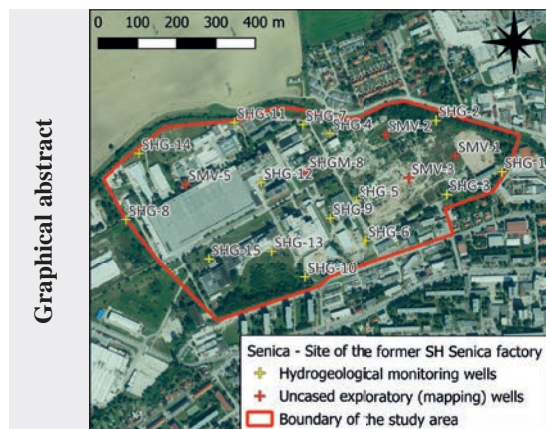 Graphical abstract
0 100 200 300 400 m
SHG-11
SHG-7
SHG-4
SHG-2
SMV-2
SHG-14
SMV-1
SHGM-8
SHG-1
SMV-5
SHG-12
SMV-3
SHG-5
SHG-3
SHG-8
SHG-9
SHG-6
SHG-15
SHG-13
SHG-10
Senica - Site of the former SH Senica factory
Hydrogeological monitoring wells
Uncased exploratory (mapping) wells
Boundary of the study area